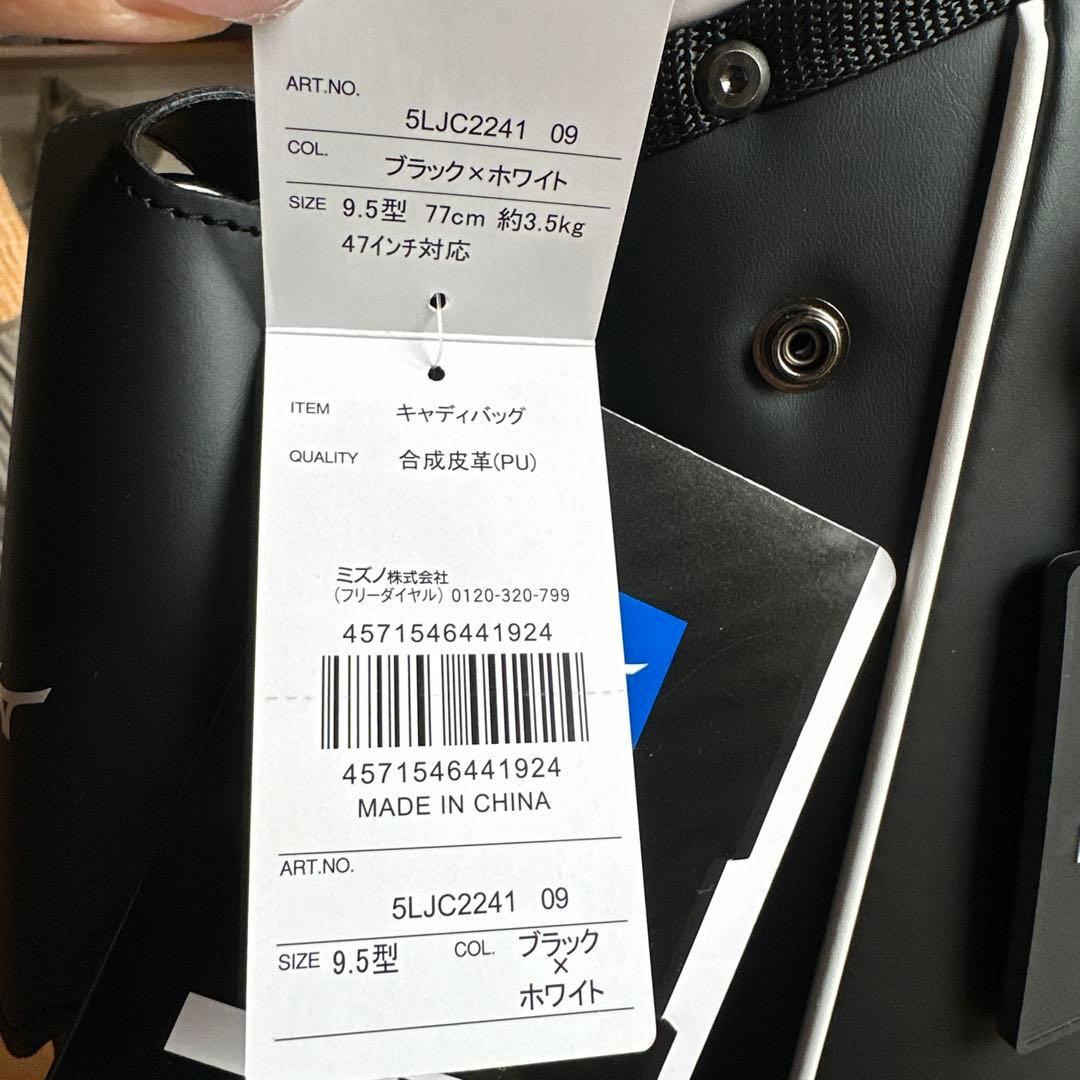 ART.NO.
5LJC2241 09
COL. ブラック×ホワイト
SIZE 9.5型 77cm 約3.5kg
47インチ対応
ITEM キャディバッグ
QUALITY 合成皮革(PU)
ミズノ株式会社
(フリーダイヤル) 0120-320-799
4571546441924
4571546441924
MADE IN CHINA
ART.NO.
5LJC2241 09
SIZE 9.5型 COL. ブラック
×
ホワイト